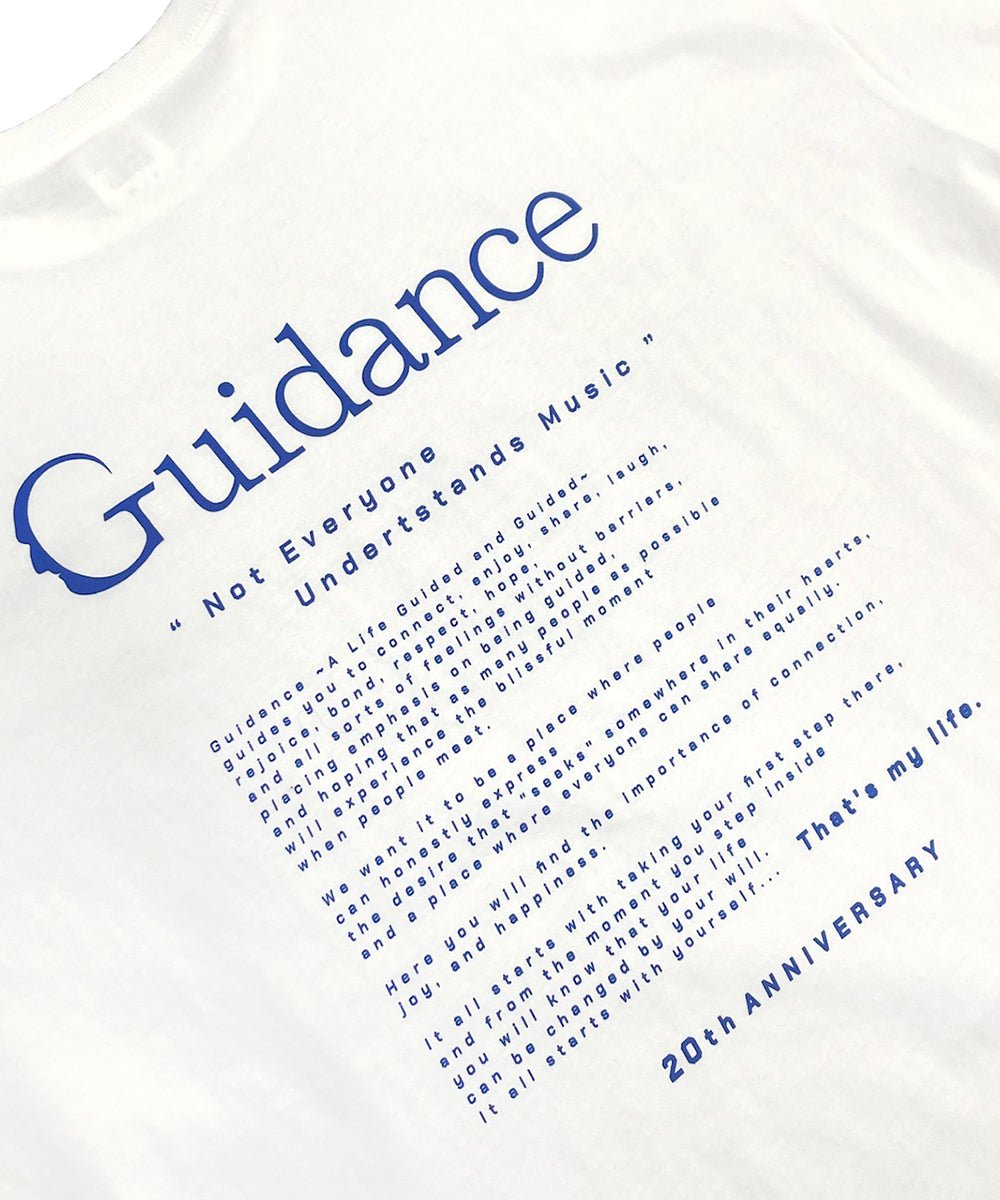 Guidance
“ Not Everyone
Undertstands Music ”
Guidance ~A Life Guided and Guided~
guides you to connect, enjoy, share, laugh,
rejoice, bond, respect, hope,
and all sorts of feelings without barriers,
placing emphasis on being guided,
and hoping that as many people as possible
will experience the blissful moment
when people meet.
We want it to be a place where people
can honestly express
the desire that "seeks" somewhere in their hearts,
and a place where everyone can share equally.
Here you will find the importance of connection,
joy, and happiness.
It all starts with taking your first step there,
and from the moment you step inside
you will know that your life
can be changed by your will.
It all starts with yourself...
That's my life.
20th ANNIVERSARY